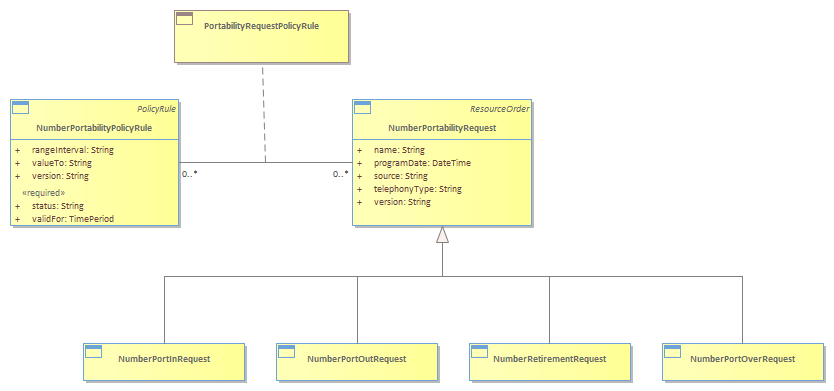 PortabilityRequestPolicyRule
PolicyRule
NumberPortabilityPolicyRule
+ rangeInterval: String
+ valueTo: String
+ version: String
«required»
+ status: String
+ validFor: TimePeriod
0..*
0..*
ResourceOrder
NumberPortabilityRequest
+ name: String
+ programDate: DateTime
+ source: String
+ telephonyType: String
+ version: String
NumberPortInRequest
NumberPortOutRequest
NumberRetirementRequest
NumberPortOverRequest